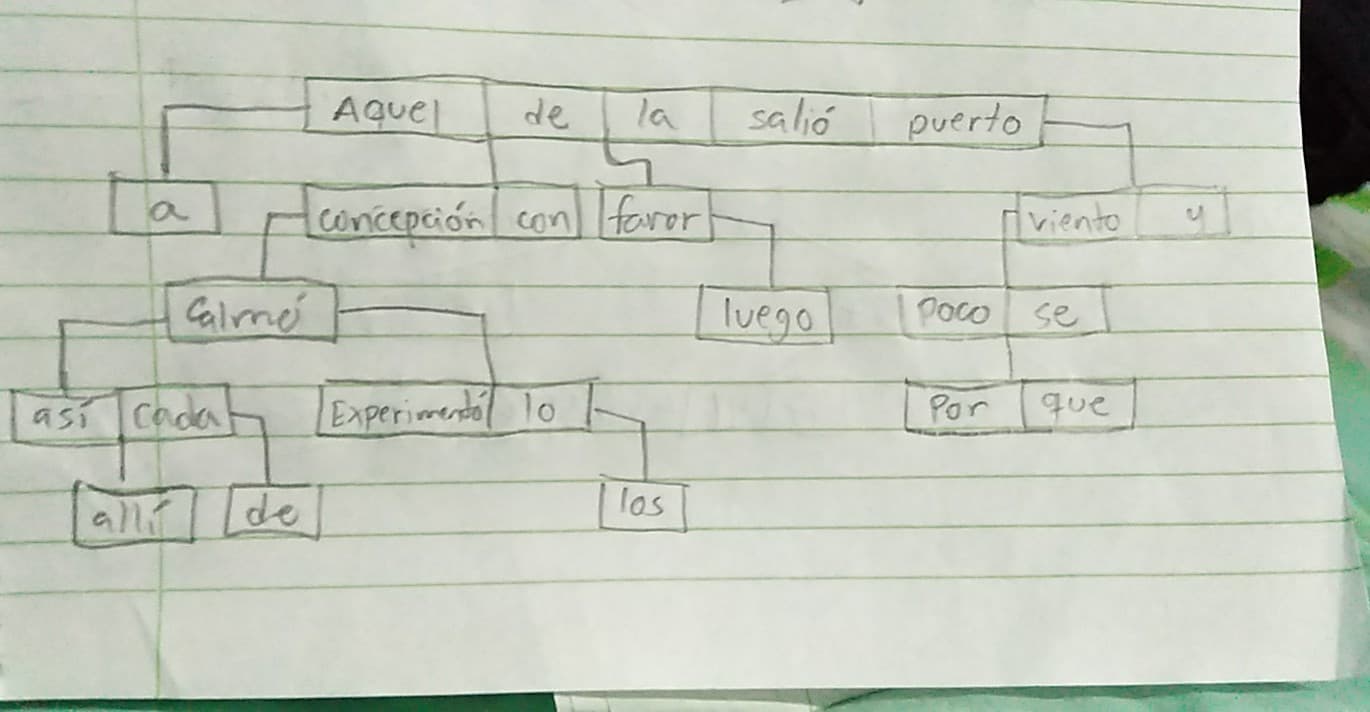 Aquel de la salió puerto
a concepción con favor viento y
Calmó luego poco se
así cada Experimentó lo Por que
allí de los